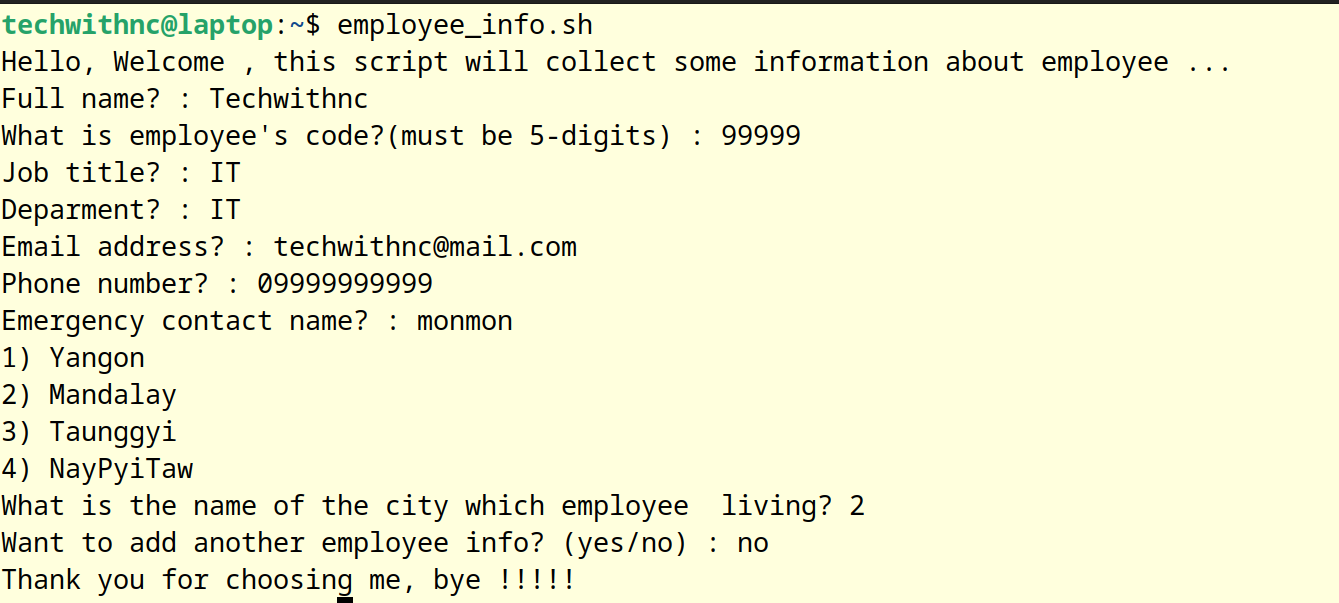 techwithnc@laptop:~$ employee_info.sh
Hello, Welcome , this script will collect some information about employee ...
Full name? : Techwithnc
What is employee's code?(must be 5-digits) : 99999
Job title? : IT
Deparment? : IT
Email address? : techwithnc@mail.com
Phone number? : 09999999999
Emergency contact name? : monmon
1) Yangon
2) Mandalay
3) Taunggyi
4) NayPyiTaw
What is the name of the city which employee  living? 2
Want to add another employee info? (yes/no) : no
Thank you for choosing me, bye !!!!!